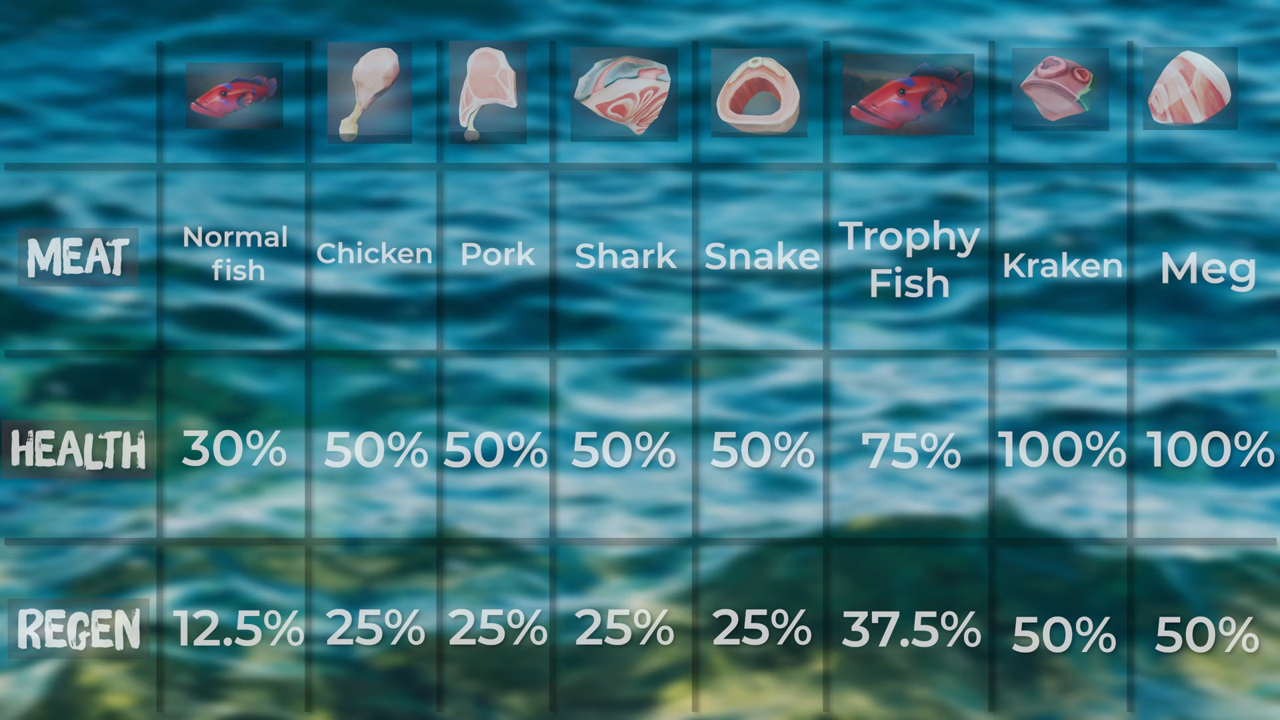 MEAT Normal fish Chicken Pork Shark Snake Trophy Fish Kraken Meg
HEALTH 30% 50% 50% 50% 50% 75% 100% 100%
REGEN 12.5% 25% 25% 25% 25% 37.5% 50% 50%